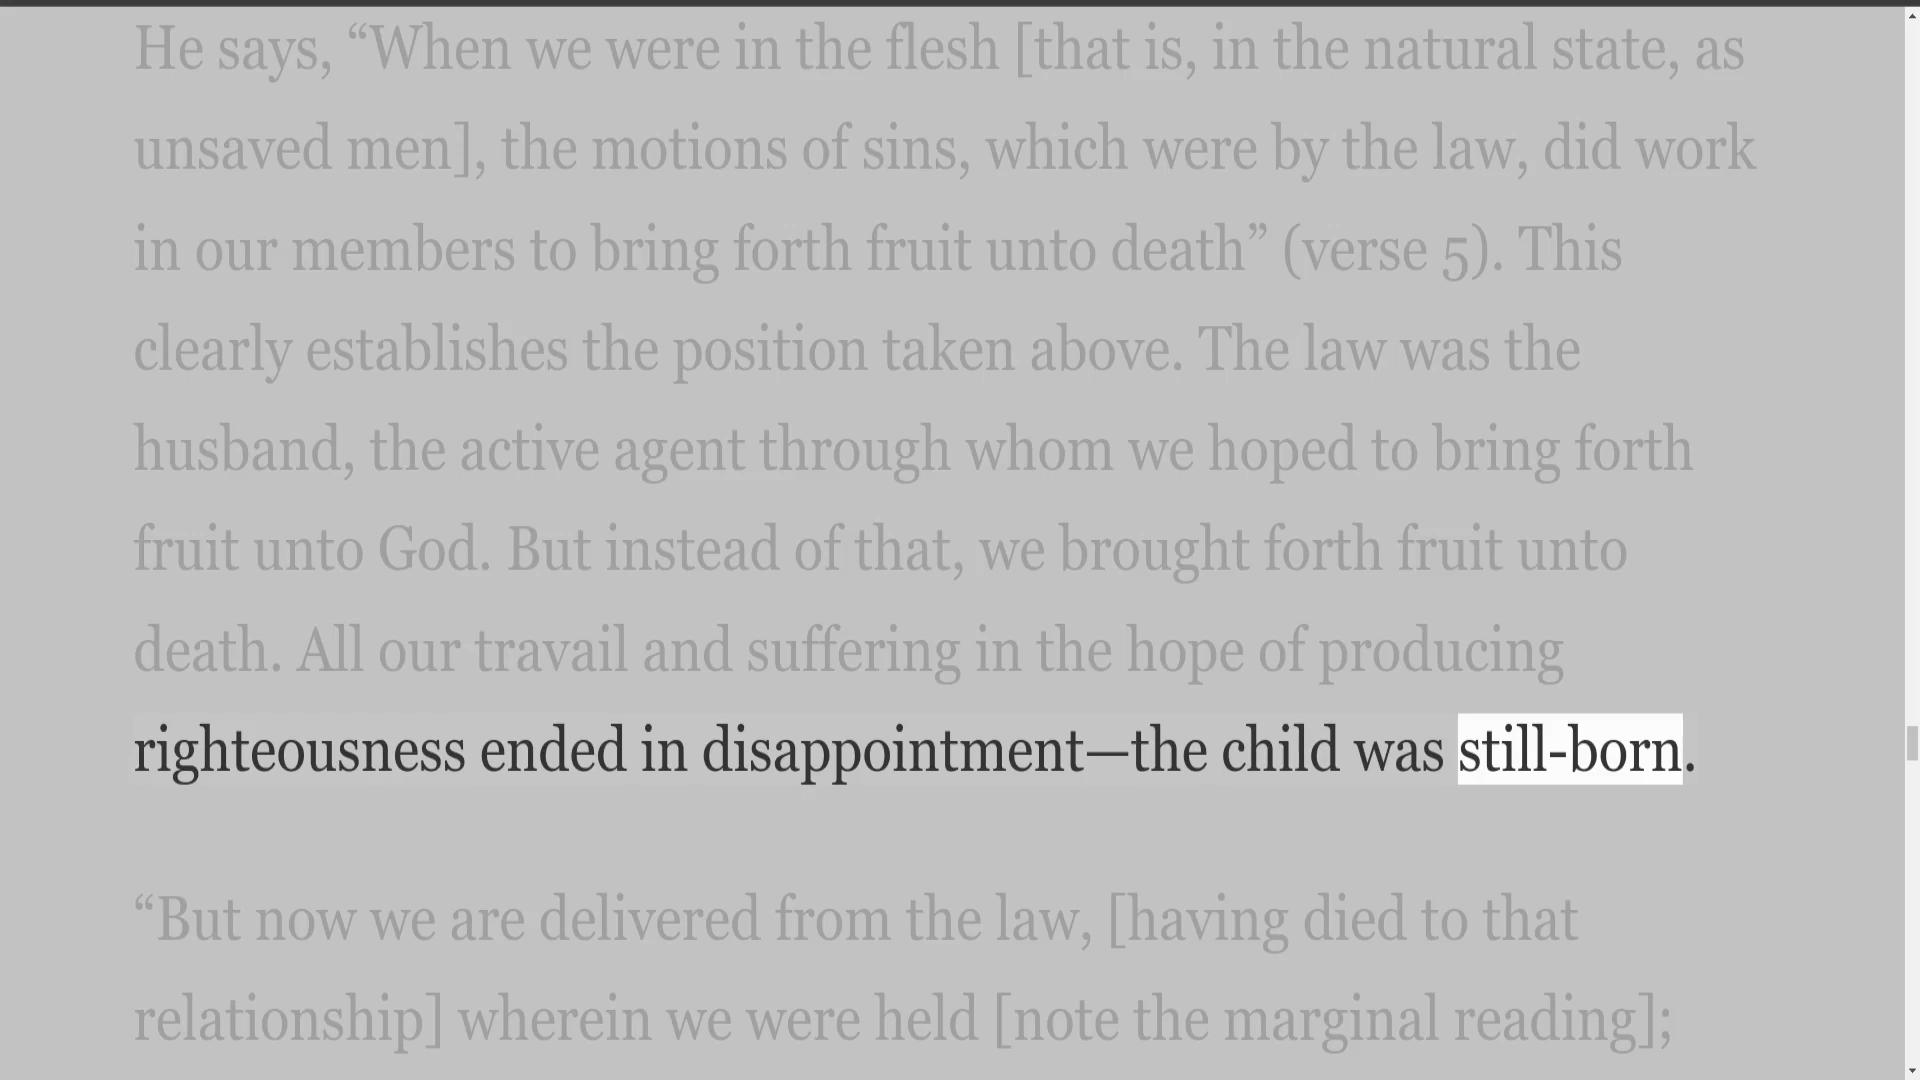 He says, “When we were in the flesh [that is, in the natural state, as
unsaved men], the motions of sins, which were by the law, did work
in our members to bring forth fruit unto death” (verse 5). This
clearly establishes the position taken above. The law was the
husband, the active agent through whom we hoped to bring forth
fruit unto God. But instead of that, we brought forth fruit unto
death. All our travail and suffering in the hope of producing
righteousness ended in disappointment—the child was still-born.
“But now we are delivered from the law, [having died to that
relationship] wherein we were held [note the marginal reading];